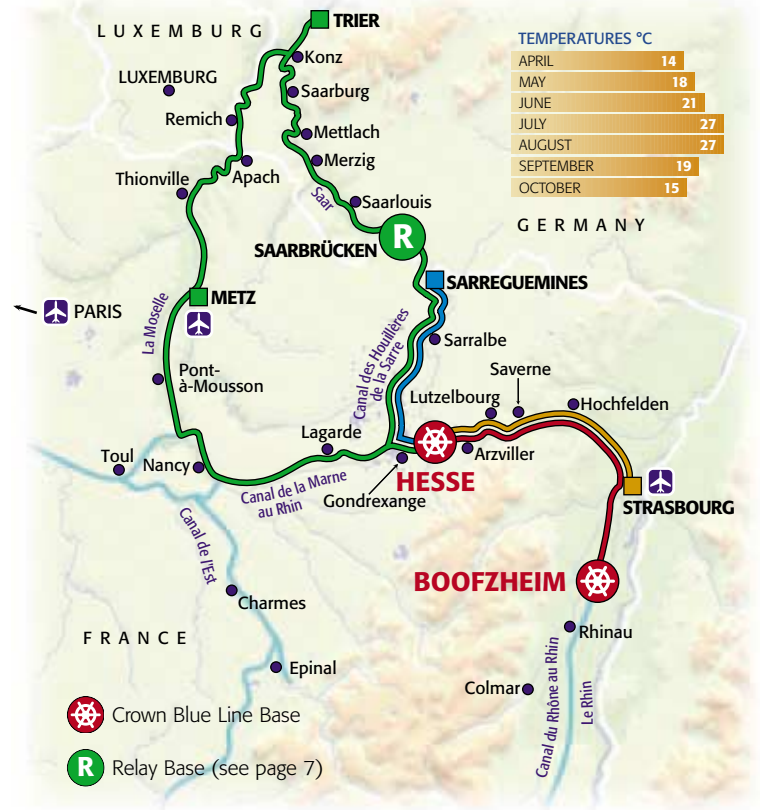 LUXEMBURG
TRIER
Konz
LUXEMBURG
Saarburg
Remich
Mettlach
Merzig
Apach
Thionville
Saar
Saarlouis
TEMPERATURES °C
APRIL 14
MAY 18
JUNE 21
JULY 27
AUGUST 27
SEPTEMBER 19
OCTOBER 15
GERMANY
SAARBRÜCKEN
R
SARREGUEMINES
METZ
PARIS
La Moselle
Canal des Houillères
de la Sarre
Sarralbe
Pont-
à-Mousson
Saverne
Lutzelbourg
Hochfelden
Lagarde
Arzviller
Toul
Nancy
HESSE
Gondrexange
Canal de la Marne
au Rhin
STRASBOURG
Canal de l'Est
BOOFZHEIM
Charmes
Rhinau
FRANCE
Epinal
Colmar
Canal du Rhône au Rhin
Le Rhin
Crown Blue Line Base
R Relay Base (see page 7)